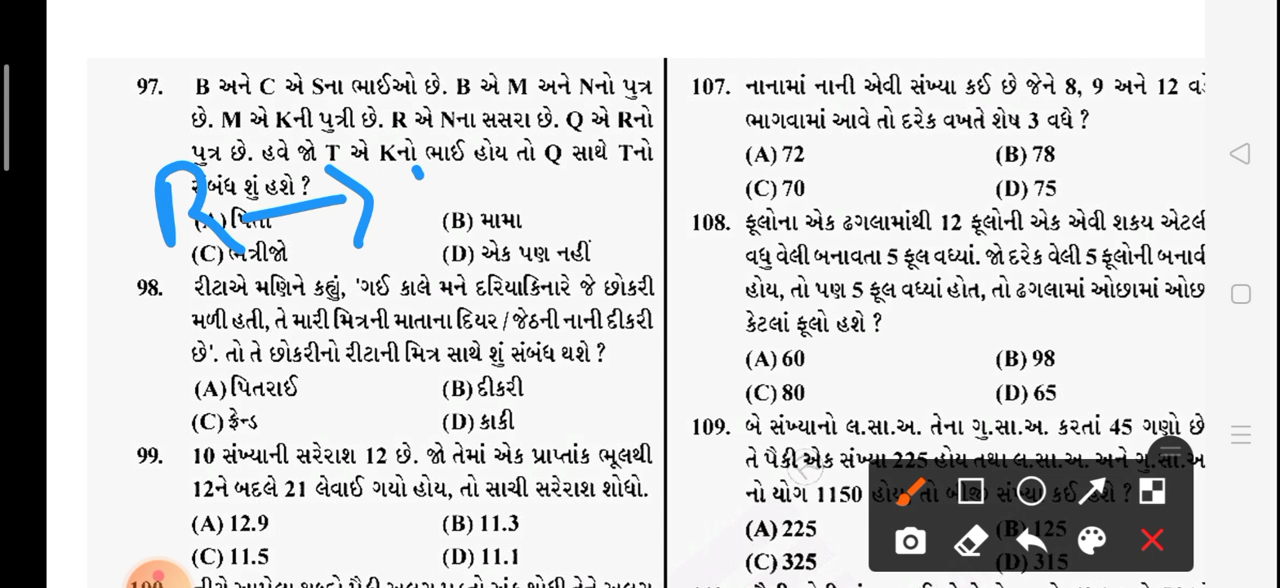 97. B અને C એ Sના ભાઈઓ છે. B એ M અને Nનો પુત્ર
છે. M એ Kની પુત્રી છે. R એ Nના સસરા છે. Q એ Rનો
પુત્ર છે. હવે જો T એ Kનો ભાઈ હોય તો Q સાથે Tનો
સંબંધ શું હશે ?
(A) પિતા (B) મામા
(C) ભત્રીજો (D) એક પણ નહીં
R
98. રીટાએ મણિને કહ્યું, 'ગઈ કાલે મને દરિયાકિનારે જે છોકરી
મળી હતી, તે મારી મિત્રની માતાના દિયર / જેઠની નાની દીકરી
છે'. તો તે છોકરીનો રીટાની મિત્ર સાથે શું સંબંધ થશે ?
(A) પિતરાઈ (B) દીકરી
(C) ફ્રેન્ડ (D) કાકી
99. 10 સંખ્યાની સરેરાશ 12 છે. જો તેમાં એક પ્રાપ્તાંક ભૂલથી
12ને બદલે 21 લેવાઈ ગયો હોય, તો સાચી સરેરાશ શોધો.
(A) 12.9 (B) 11.3
(C) 11.5 (D) 11.1
107. નાનામાં નાની એવી સંખ્યા કઈ છે જેને 8, 9 અને 12
ભાગવામાં આવે તો દરેક વખતે શેષ 3 વધે ?
(A) 72 (B) 78
(C) 70 (D) 75
108. ફૂલોના એક ઢગલામાંથી 12 ફૂલોની એક એવી શકય એટલી
વધુ વેલી બનાવતા 5 ફૂલ વધ્યાં. જો દરેક વેલી 5 ફૂલોની બનાવ
હોય, તો પણ 5 ફૂલ વધ્યાં હોત, તો ઢગલામાં ઓછામાં ઓછ
કેટલાં ફૂલો હશે ?
(A) 60 (B) 98
(C) 80 (D) 65
109. બે સંખ્યાનો લ.સા.અ. તેના ગુ.સા.અ. કરતાં 45 ગણો છે
તે પૈકી એક સંખ્યા 225 હોય તથા લ.સા.અ. અને ગુ.સા.અ
નો યોગ 1150 હોય, તો બીજી સંખ્યા કઈ હશે ?
(A) 225 (B) 125
(C) 325 (D) 315